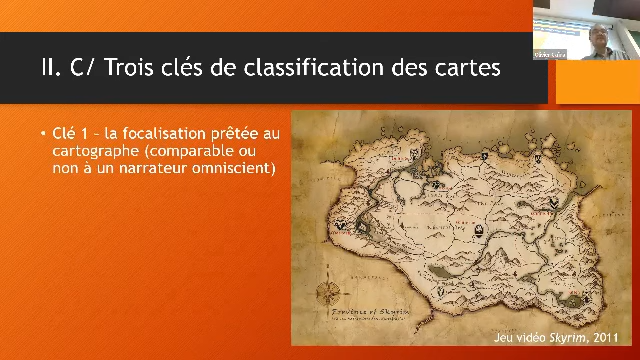 II. C/ Trois clés de classification des cartes
• Clé 1 – la focalisation prêtée au
cartographe (comparable ou
non à un narrateur omniscient)
Jeu vidéo Skyrim, 2011